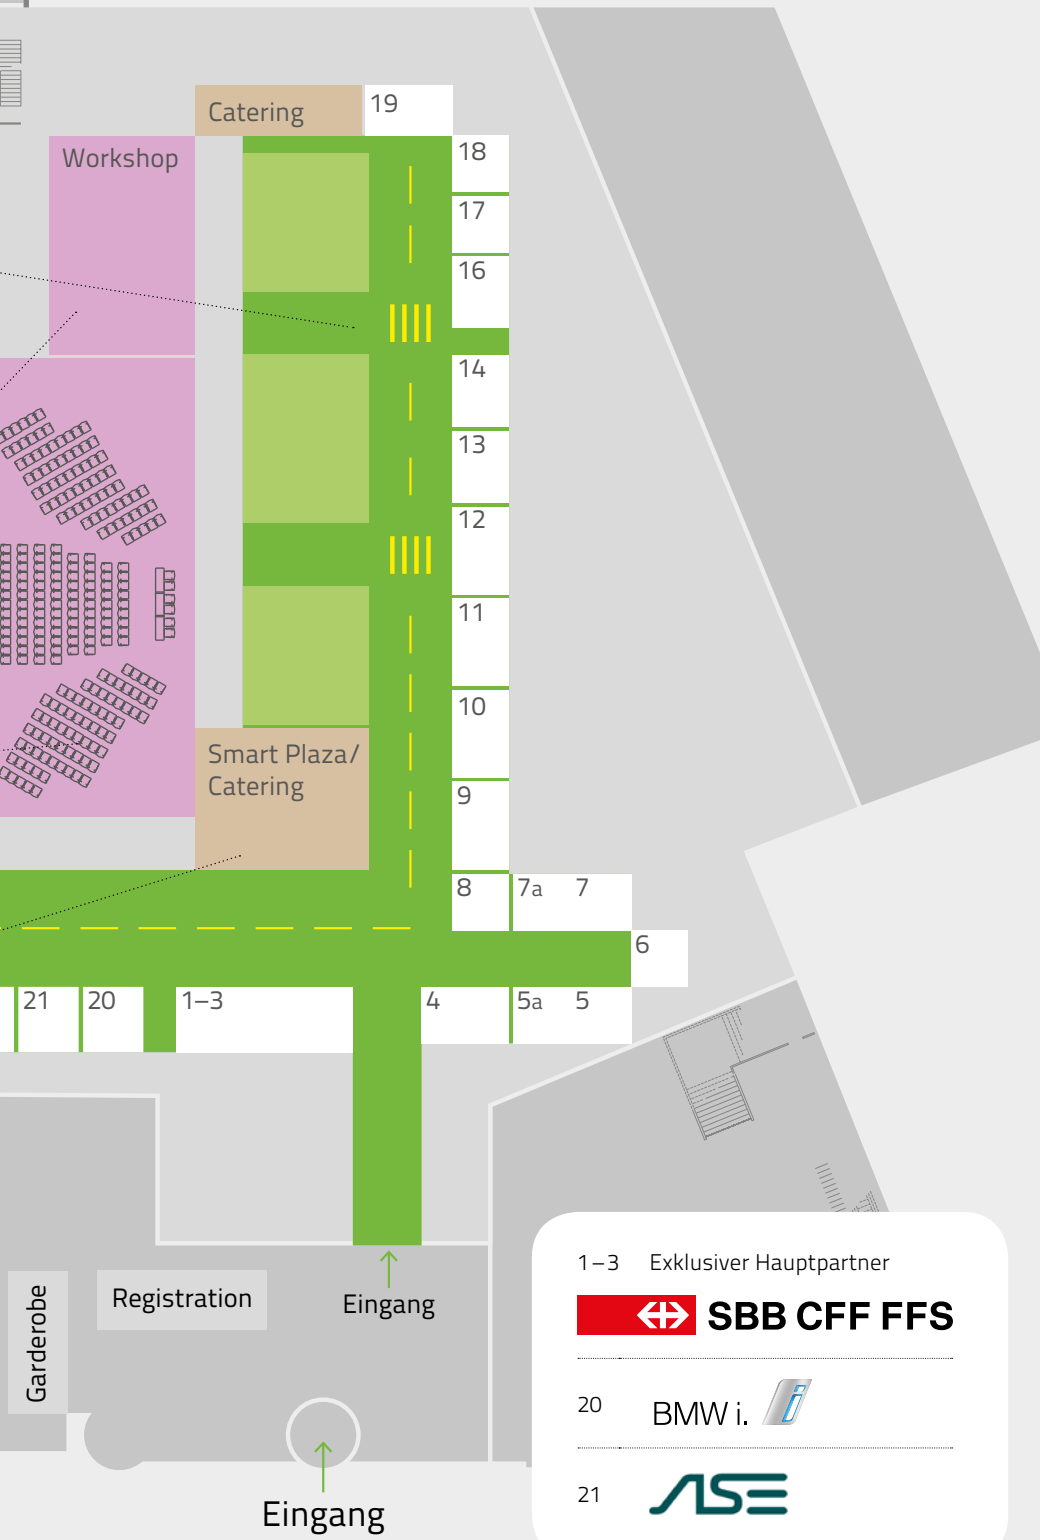 Catering
19
Workshop
18
17
16
14
13
12
11
10
Smart Plaza/
Catering
9
8
7a
7
6
21
20
1–3
4
5a
5
Garderobe
Registration
Eingang
Eingang
1–3 Exklusiver Hauptpartner
SBB CFF FFS
20 BMW i.
21 ASE